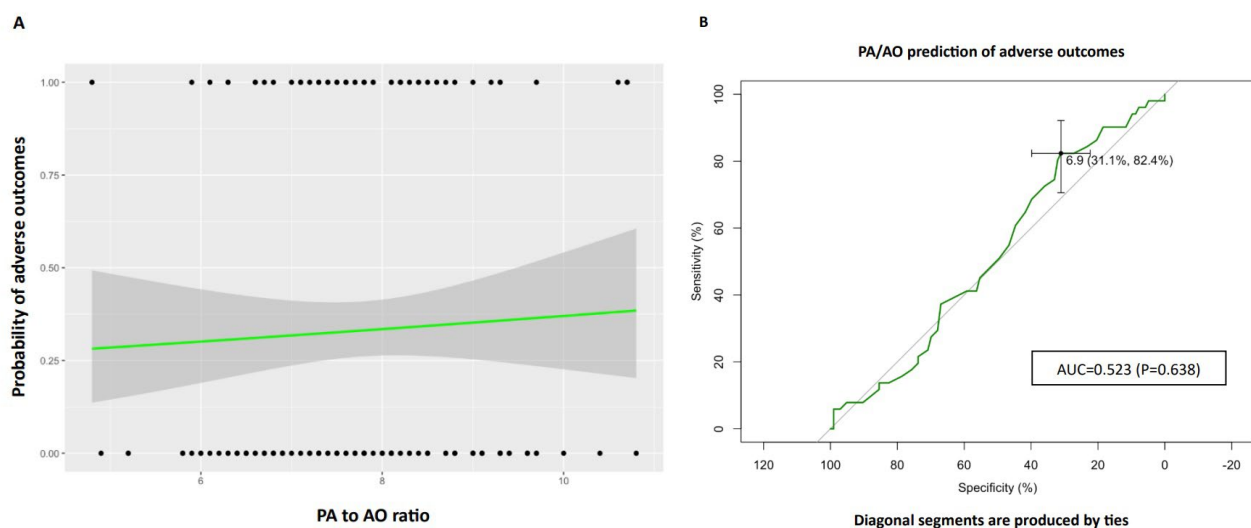 A
1.00
0.75
0.50
0.25
0.00
Probability of adverse outcomes
6
8
10
PA to AO ratio
B
PA/AO prediction of adverse outcomes
100
80
60
40
20
0
Sensitivity (%)
6.9 (31.1%, 82.4%)
AUC=0.523 (P=0.638)
120
100
80
60
40
20
0
-20
Specificity (%)
Diagonal segments are produced by ties